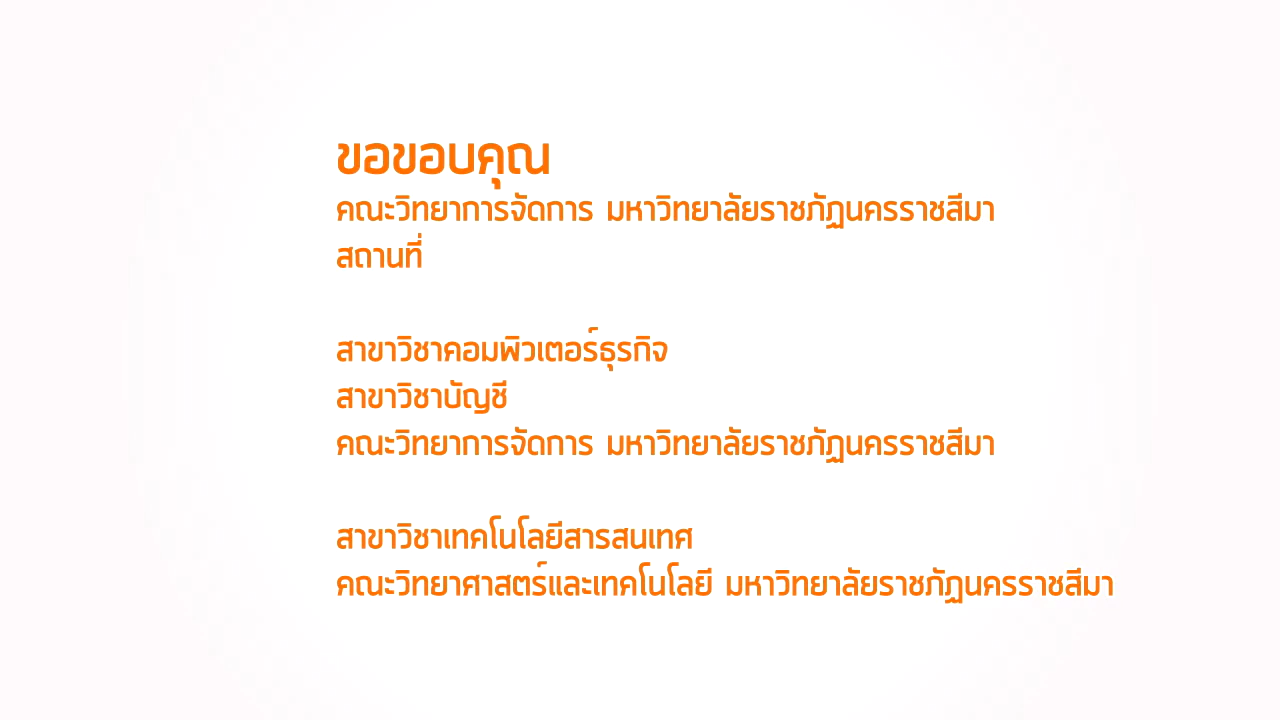 ขอขอบคุณ
คณะวิทยาการจัดการ มหาวิทยาลัยราชภัฏนครราชสีมา
สถานที่
สาขาวิชาคอมพิวเตอร์ธุรกิจ
สาขาวิชาบัญชี
คณะวิทยาการจัดการ มหาวิทยาลัยราชภัฏนครราชสีมา
สาขาวิชาเทคโนโลยีสารสนเทศ
คณะวิทยาศาสตร์และเทคโนโลยี มหาวิทยาลัยราชภัฏนครราชสีมา